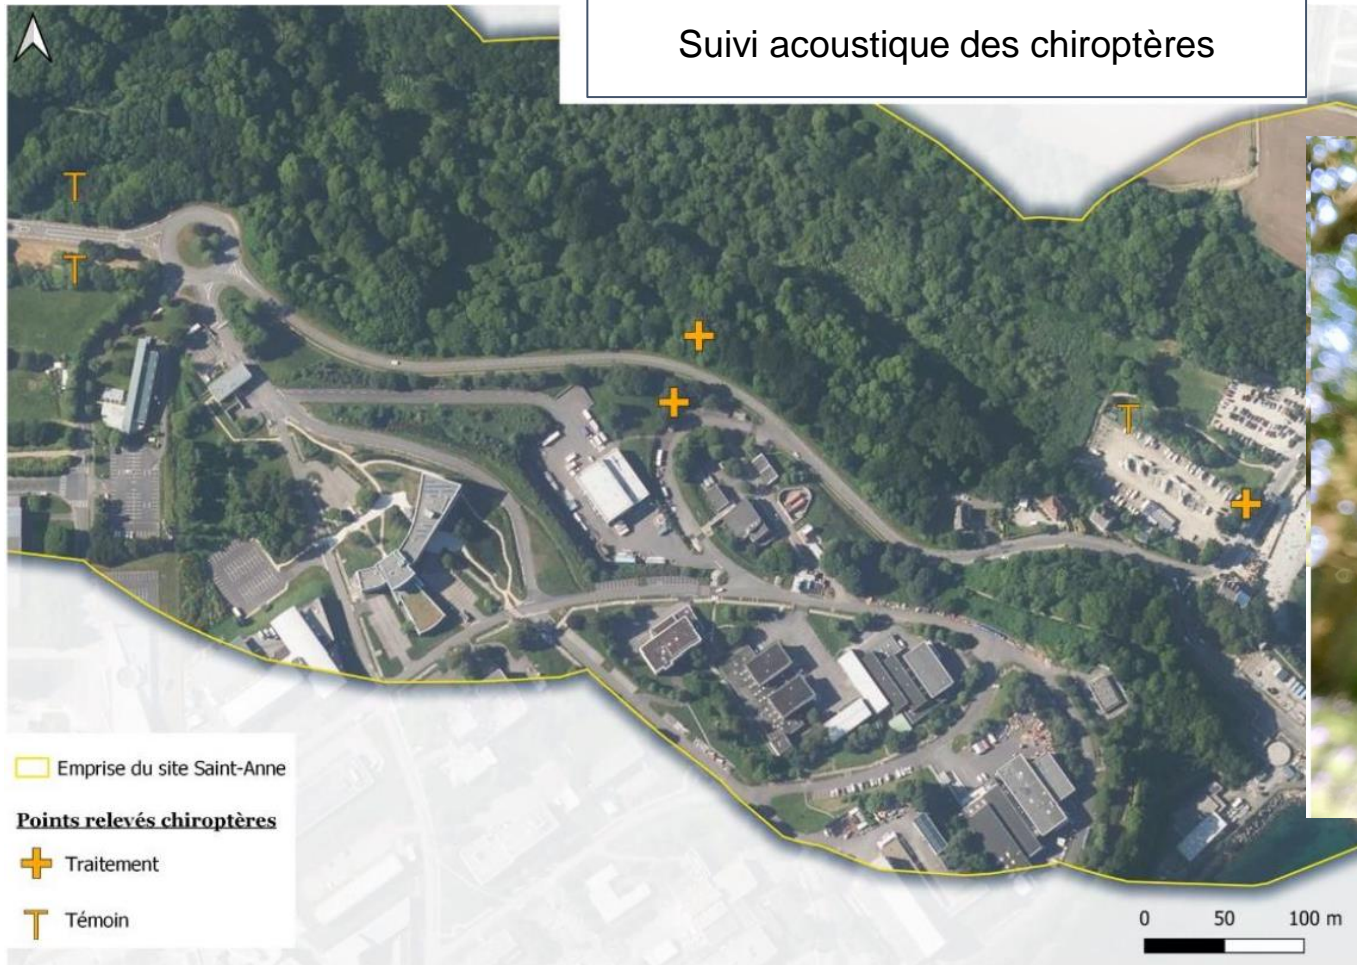 Suivi acoustique des chiroptères
T
T
T
Emprise du site Saint-Anne
Points relevés chiroptères
Traitement
T Témoin
0 50 100 m